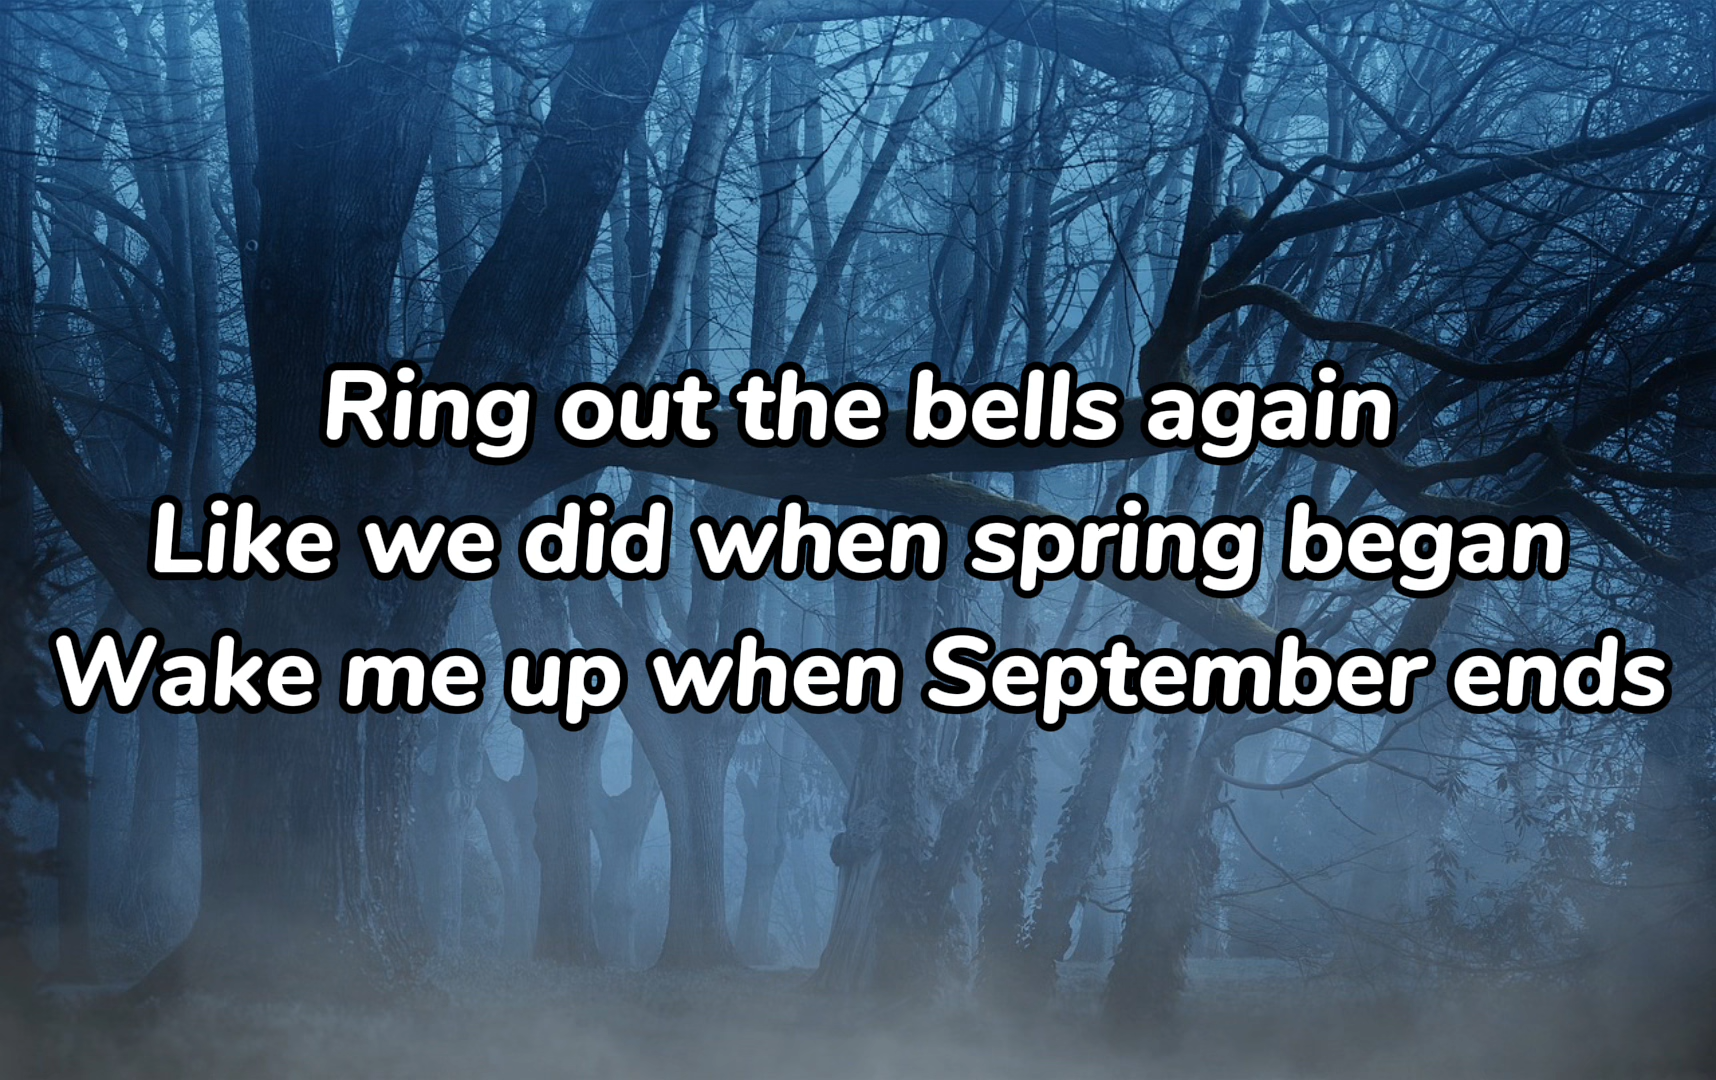 Ring out the bells again
Like we did when spring began
Wake me up when September ends